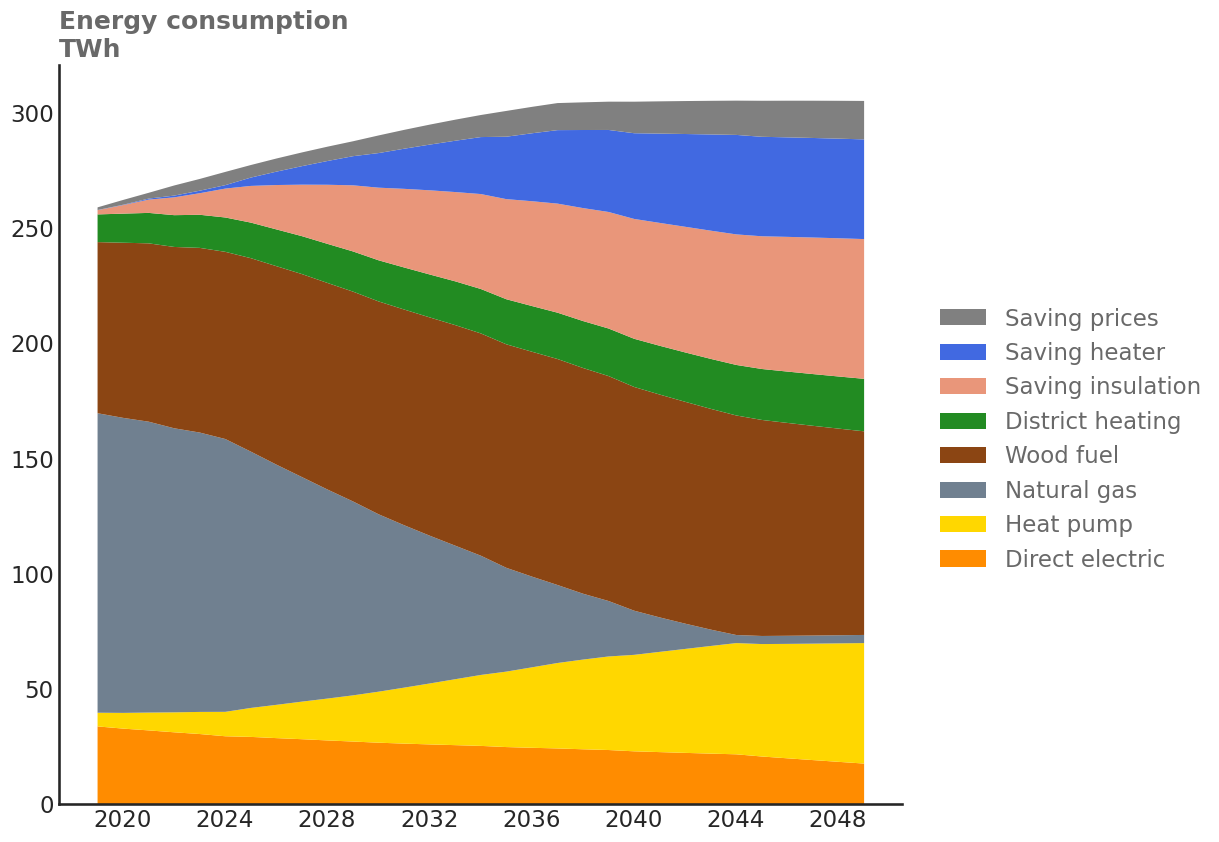 Energy consumption
TWh
300
250
200
150
100
50
0
2020 2024 2028 2032 2036 2040 2044 2048
Saving prices
Saving heater
Saving insulation
District heating
Wood fuel
Natural gas
Heat pump
Direct electric